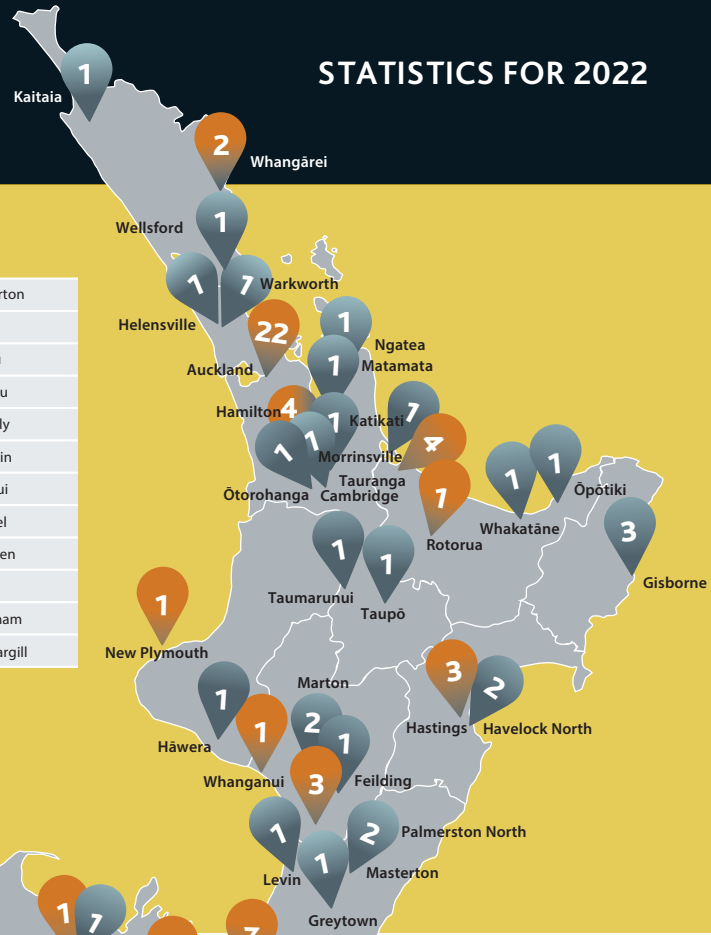 STATISTICS FOR 2022
1
Kaitaia
2
Whangārei
1
Wellsford
1
1
Warkworth
Helensville
22
Auckland
1
Ngatea
1
Matamata
rton
u
ly
in
ui
el
en
am
argill
4
Hamilton
1
Katikati
1
4
1
1
Morrinsville
Tauranga
Ōtorohanga
Cambridge
1
Rotorua
1
Whakatāne
1
Ōpōtiki
3
Gisborne
1
Taumarunui
1
Taupō
1
New Plymouth
3
Hastings
2
Havelock North
1
Hāwera
1
Whanganui
Marton
2
1
Feilding
3
1
Levin
2
Palmerston North
Masterton
1
Greytown
1
1